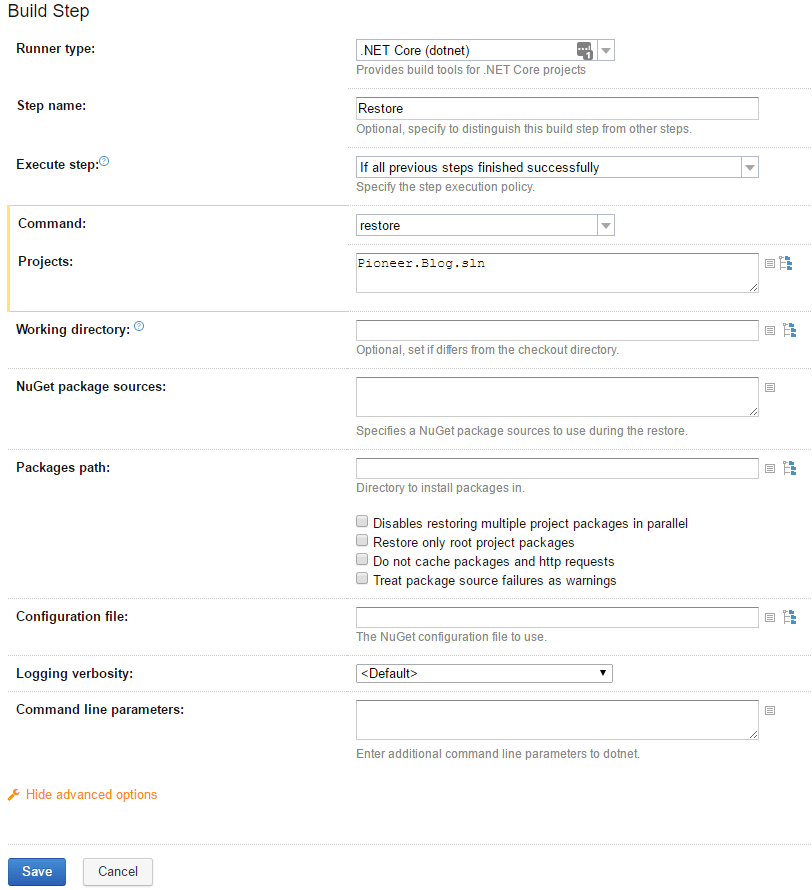 Build Step
Runner type:
.NET Core (dotnet)
1
Provides build tools for .NET Core projects
Step name:
Restore
Optional, specify to distinguish this build step from other steps.
Execute step:?
If all previous steps finished successfully
Specify the step execution policy.
Command:
restore
Projects:
Pioneer.Blog.sln
Working directory: ?
Optional, set if differs from the checkout directory.
NuGet package sources:
Specifies a NuGet package sources to use during the restore.
Packages path:
Directory to install packages in.
Disables restoring multiple project packages in parallel
Restore only root project packages
Do not cache packages and http requests
Treat package source failures as warnings
Configuration file:
The NuGet configuration file to use.
Logging verbosity:
<Default>
Command line parameters:
Enter additional command line parameters to dotnet.
Hide advanced options
Save
Cancel